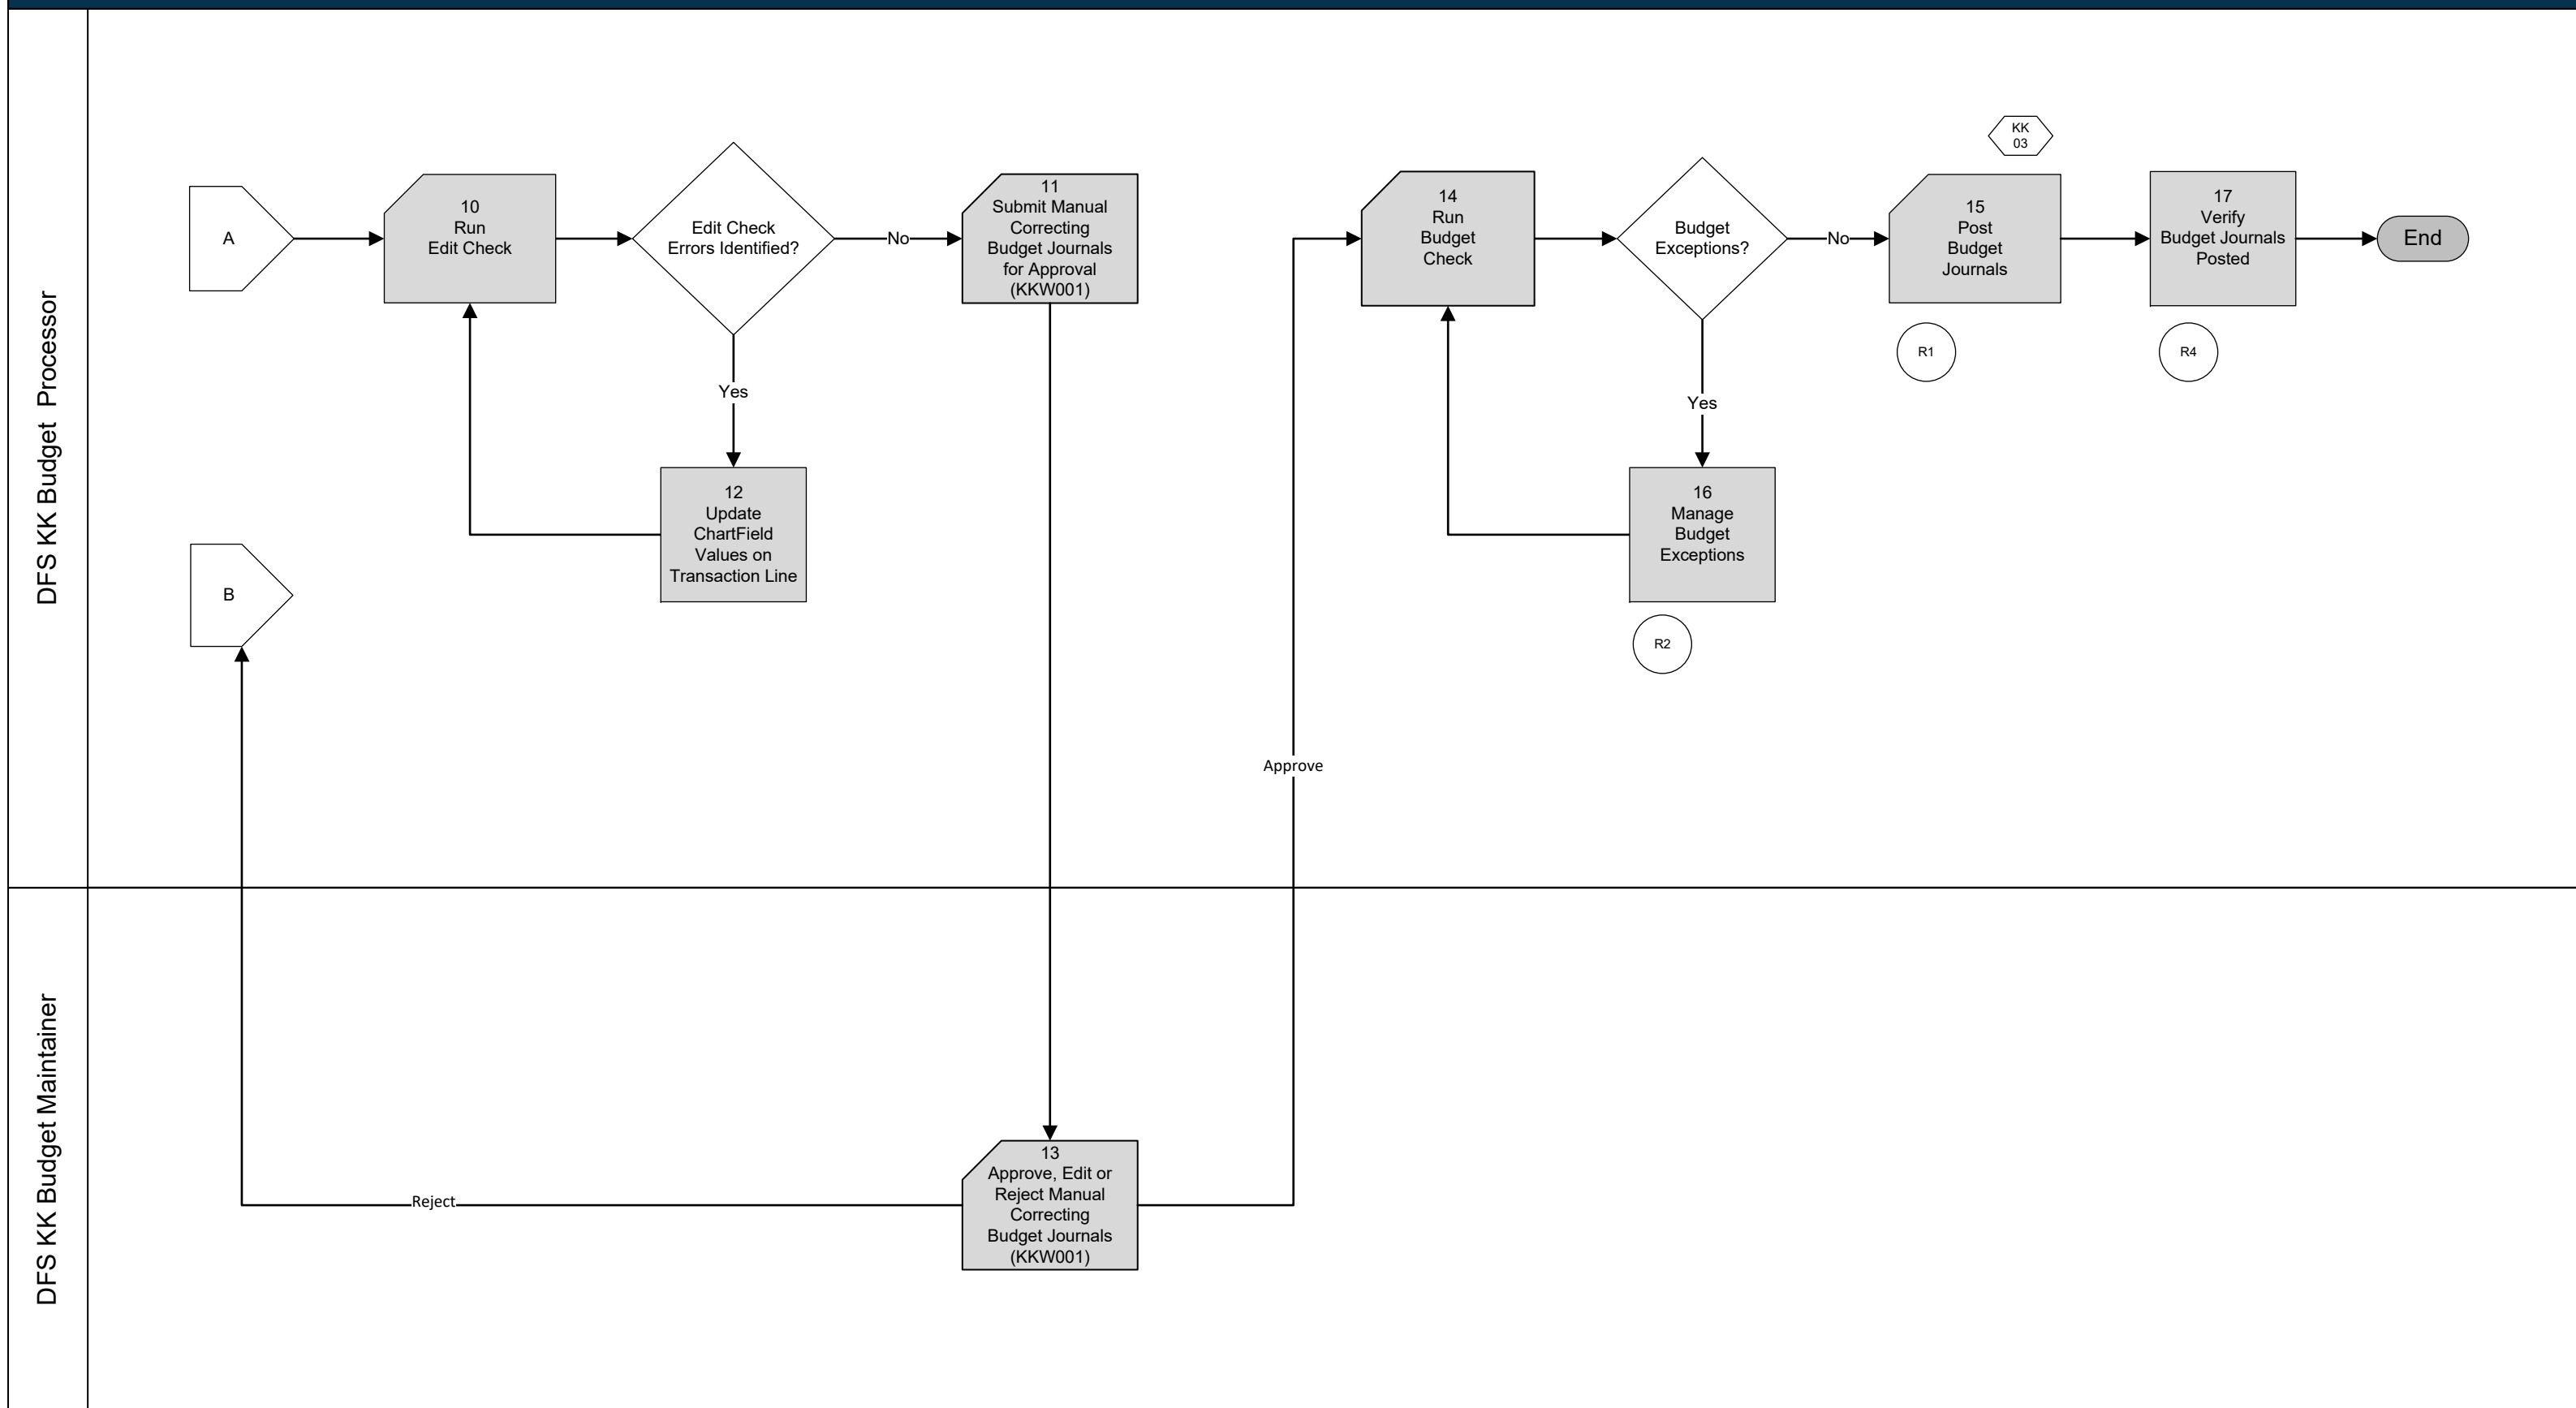 DFS KK Budget  Processor
A
10
Run
Edit Check
Edit Check
Errors Identified?
No
11
Submit Manual
Correcting
Budget Journals
for Approval
(KKW001)
Yes
12
Update
ChartField
Values on
Transaction Line
B
14
Run
Budget
Check
Budget
Exceptions?
No
KK
03
15
Post
Budget
Journals
R1
17
Verify
Budget Journals
Posted
R4
End
Yes
16
Manage
Budget
Exceptions
R2
Approve
DFS KK Budget Maintainer
Reject
13
Approve, Edit or
Reject Manual
Correcting
Budget Journals
(KKW001)